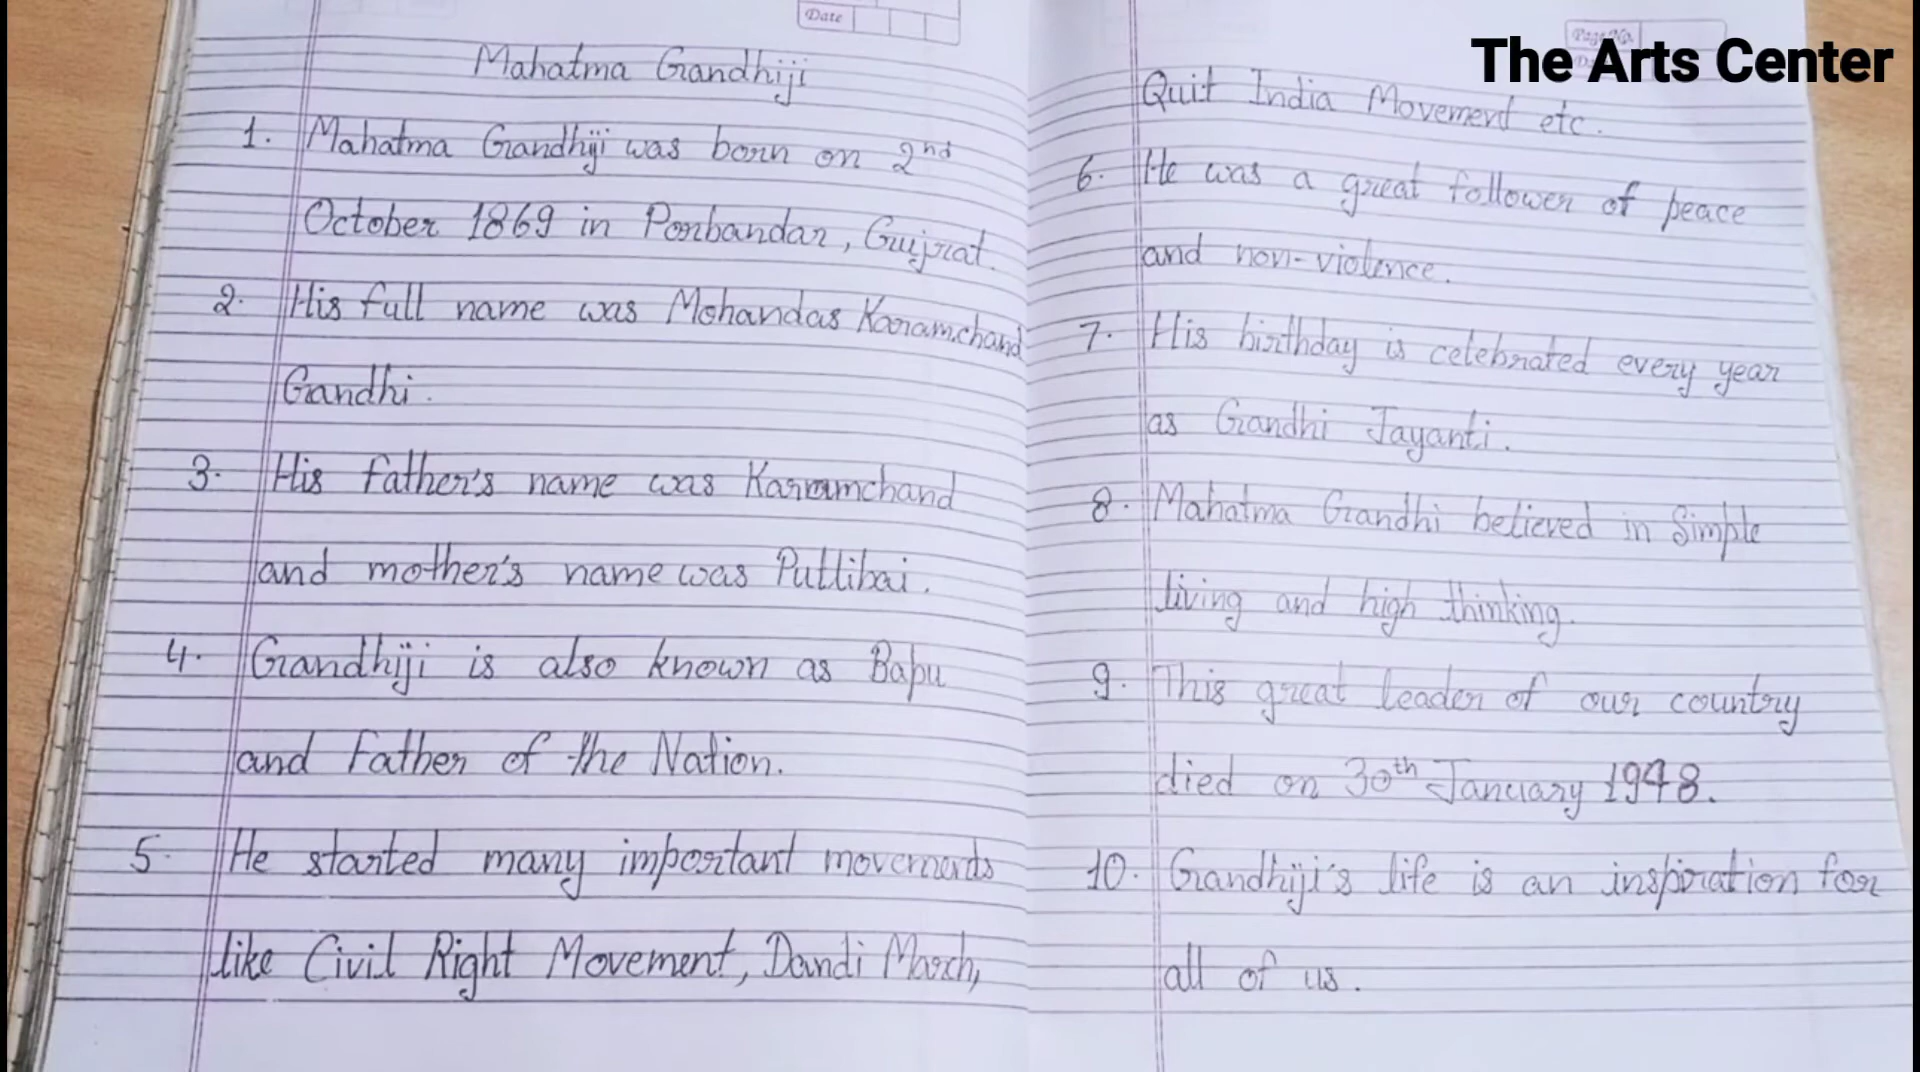 The Arts Center
Date
Page No.
Mahatma Gandhiji
1. Mahatma Gandhiji was born on 2nd
October 1869 in Porbandar, Gujrat.
2. His full name was Mohandas Karamchand
Gandhi.
3. His father's name was Karamchand
and mother's name was Putlibai.
4. Gandhiji is also known as Bapu
and Father of the Nation.
5. He started many important movements
like Civil Right Movement, Dandi March,
Quit India Movement etc.
6. He was a great follower of peace
and non-violence.
7. His birthday is celebrated every year
as Gandhi Jayanti.
8. Mahatma Gandhi believed in Simple
living and high thinking.
9. This great leader of our country
died on 30th January 1948.
10. Gandhiji's life is an inspiration for
all of us.